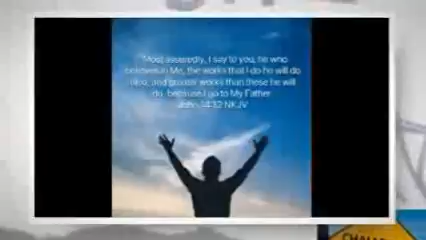 "Most assuredly, I say to you, he who
believes in Me, the works that I do he will do
also; and greater works than these he will
do, because I go to My Father.
John 14:12 NKJV